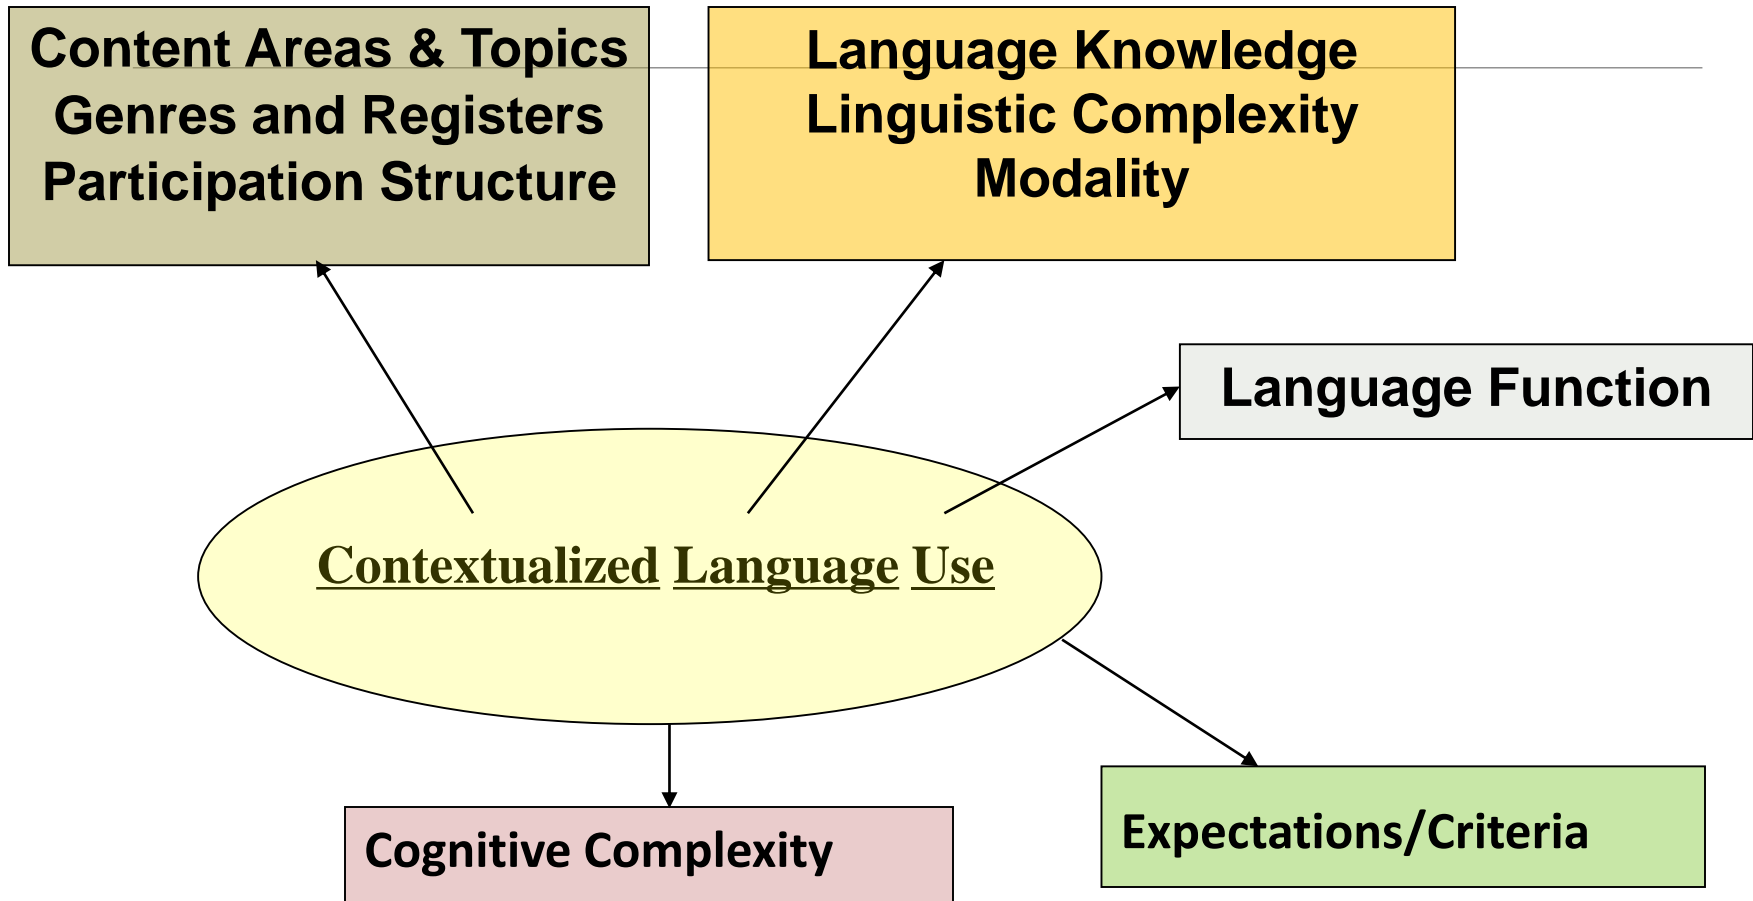 Content Areas & Topics
Genres and Registers
Participation Structure
Language Knowledge
Linguistic Complexity
Modality
Language Function
Contextualized Language Use
Expectations/Criteria
Cognitive Complexity